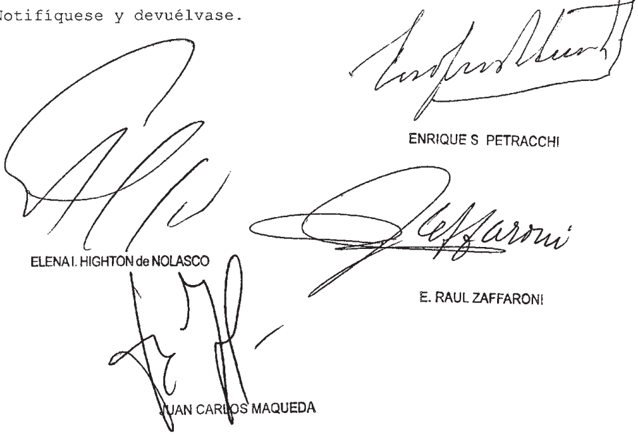 Notifíquese y devuélvase.
ENRIQUE S PETRACCHI
ELENA I. HIGHTON de NOLASCO
Zaffaroni
E. RAUL ZAFFARONI
JUAN CARLOS MAQUEDA